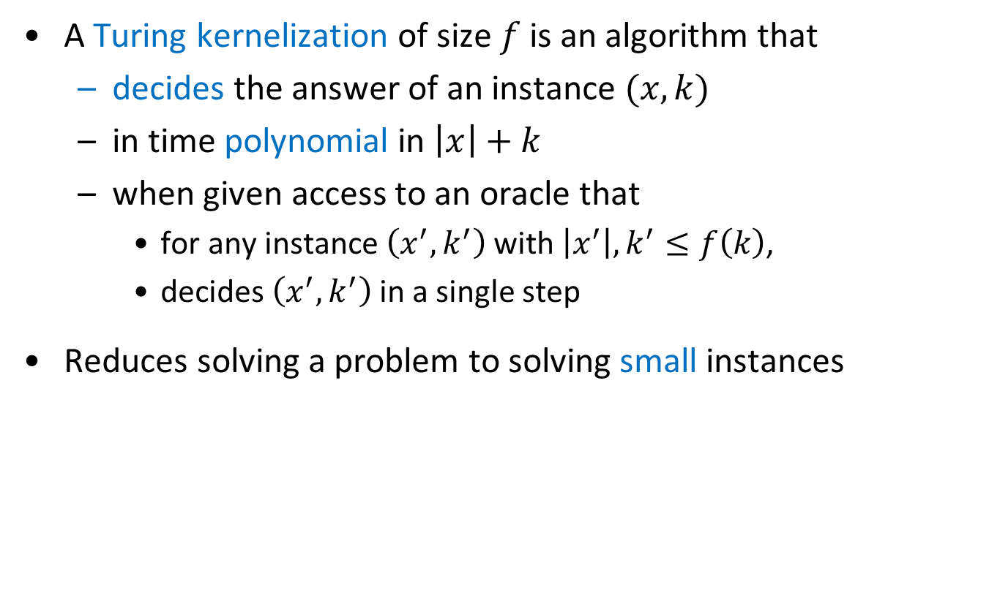 • A Turing kernelization of size 𝑓 is an algorithm that
– decides the answer of an instance (𝑥, 𝑘)
– in time polynomial in |𝑥| + 𝑘
– when given access to an oracle that
• for any instance (𝑥′, 𝑘′) with |𝑥′|, 𝑘′ ≤ 𝑓(𝑘),
• decides (𝑥′, 𝑘′) in a single step
• Reduces solving a problem to solving small instances